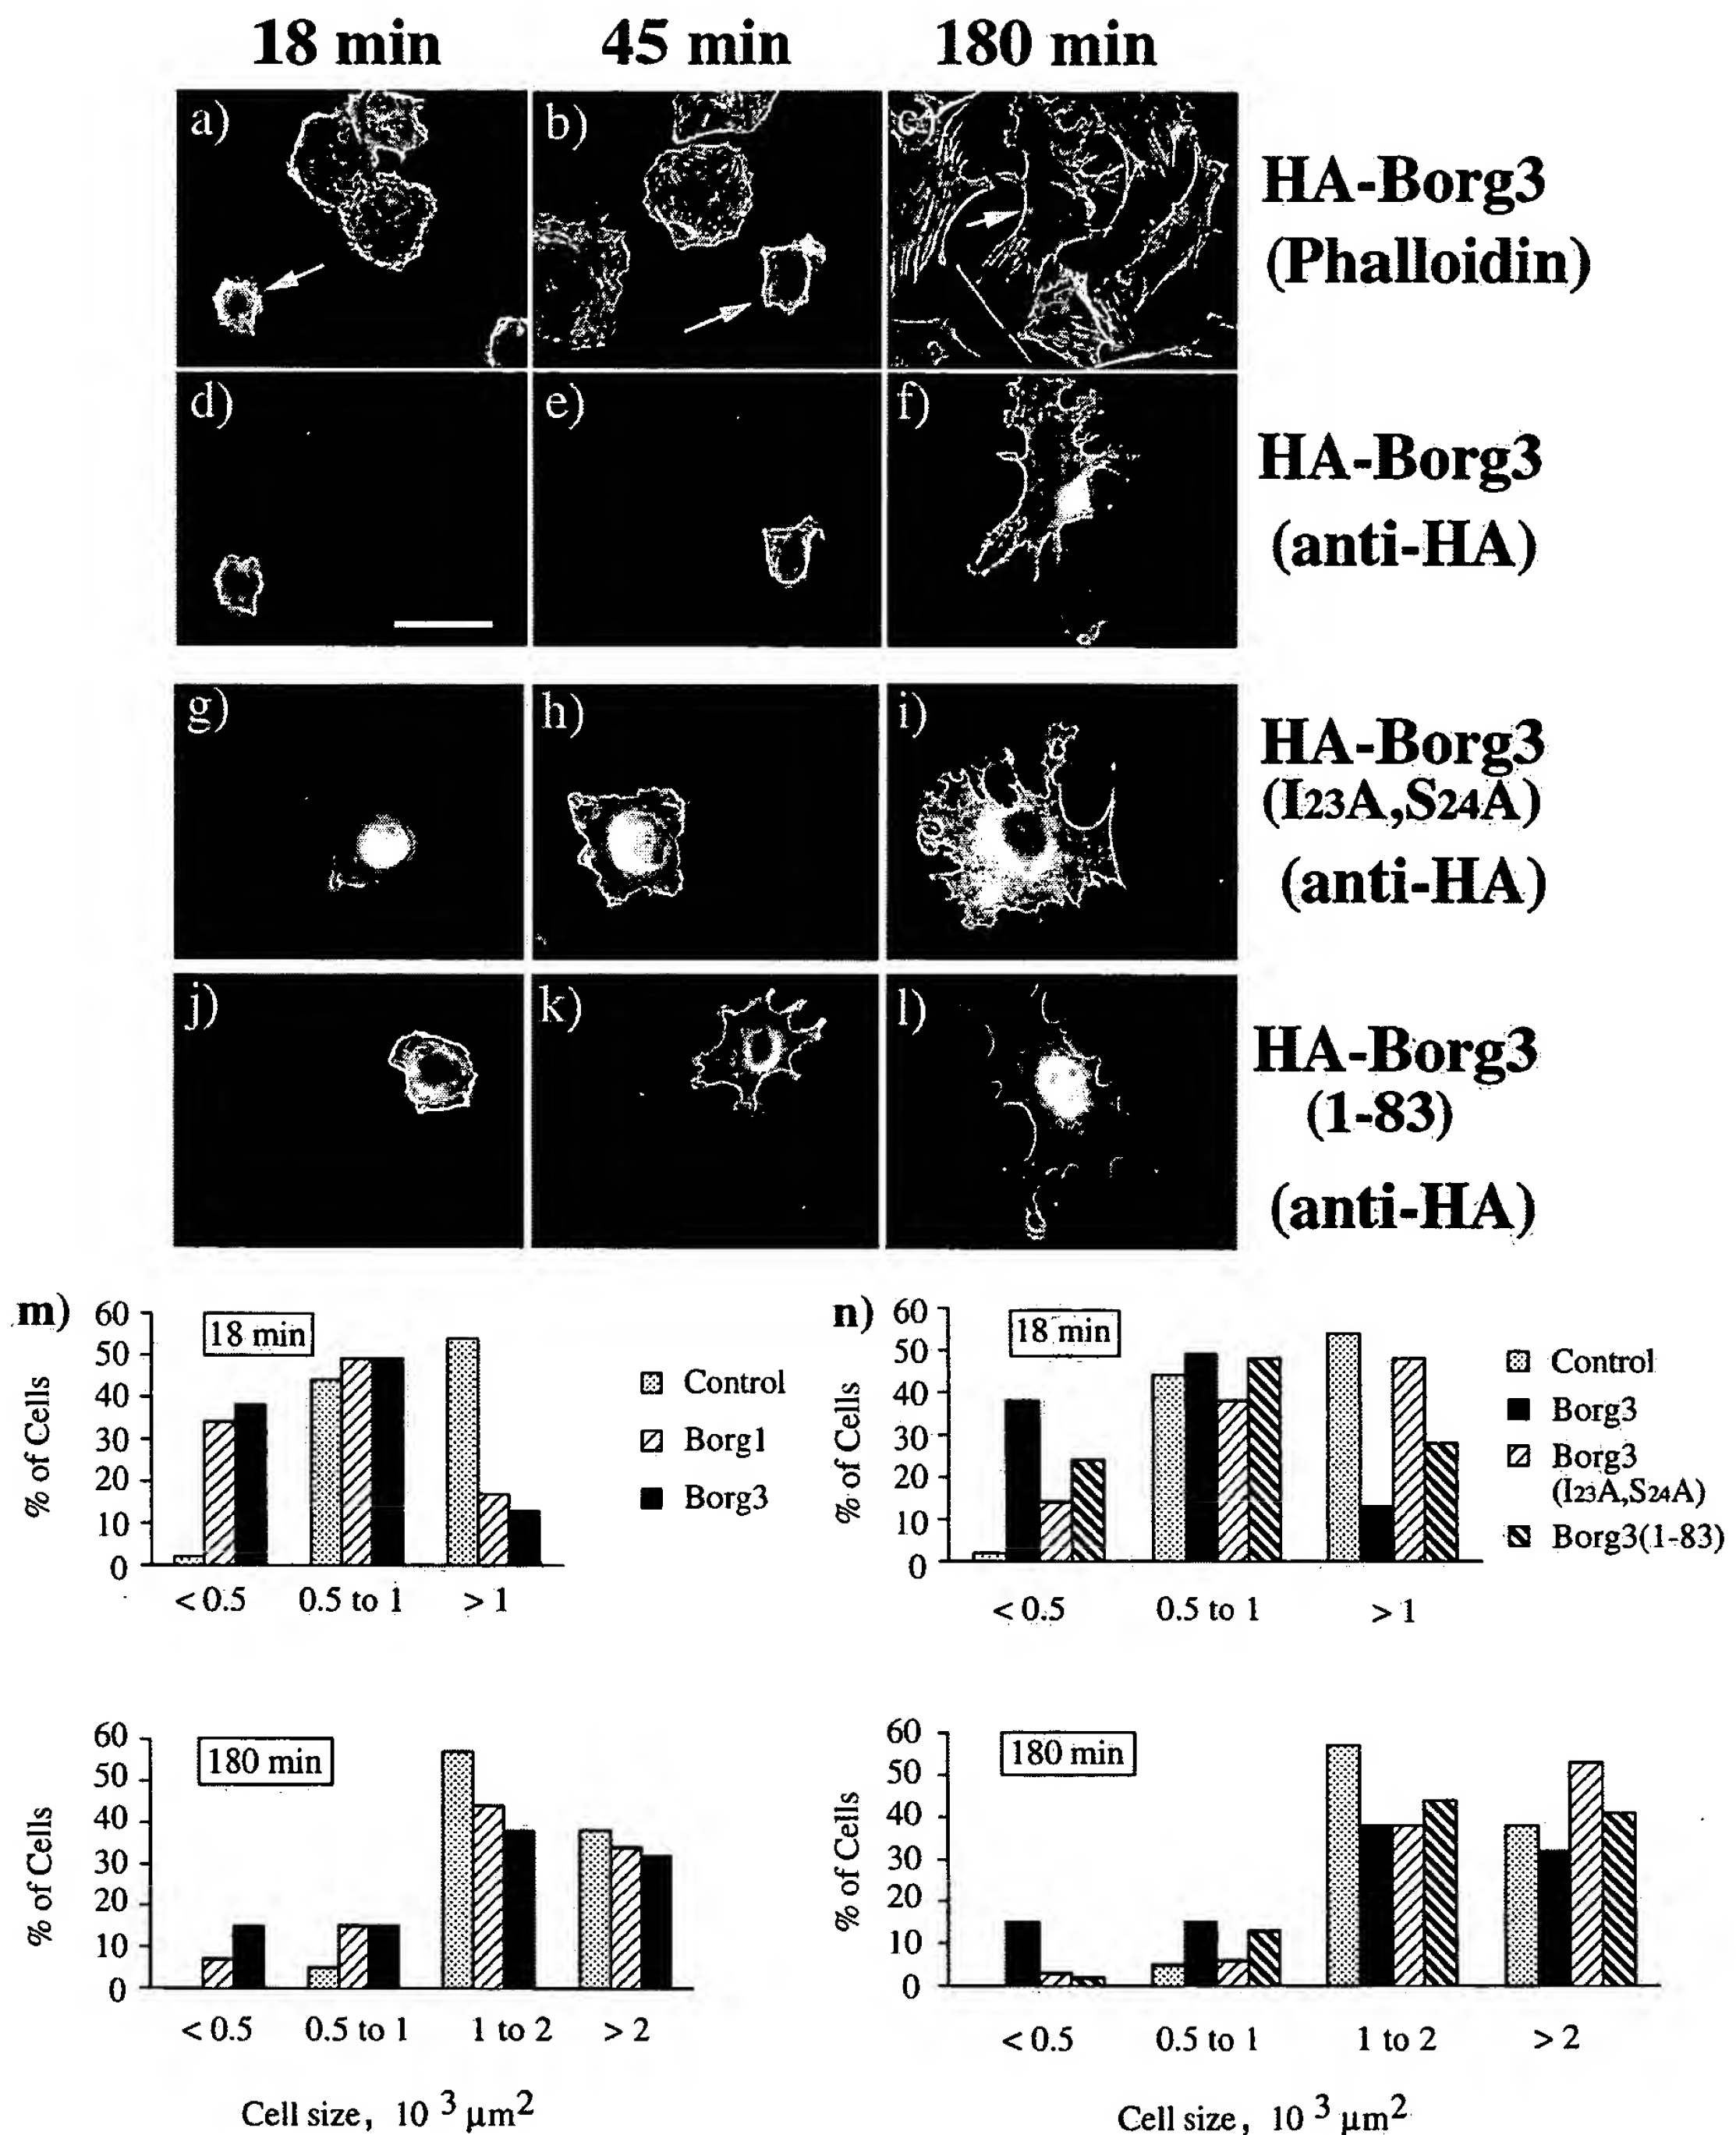 18 min 45 min 180 min
a) b) c)
HA-Borg3
(Phalloidin)
d) e) f)
HA-Borg3
(anti-HA)
g) h) i)
HA-Borg3
(I23A,S24A)
(anti-HA)
j) k) l)
HA-Borg3
(1-83)
(anti-HA)
m)
60
50
40
30
20
10
0
% of Cells
18 min
Control
Borg1
Borg3
< 0.5 0.5 to 1 > 1
60
50
40
30
20
10
0
% of Cells
180 min
< 0.5 0.5 to 1 1 to 2 > 2
Cell size, 10 3 µm2
n)
60
50
40
30
20
10
0
% of Cells
18 min
Control
Borg3
Borg3
(I23A,S24A)
Borg3(1-83)
< 0.5 0.5 to 1 > 1
60
50
40
30
20
10
0
% of Cells
180 min
< 0.5 0.5 to 1 1 to 2 > 2
Cell size, 10 3 µm2